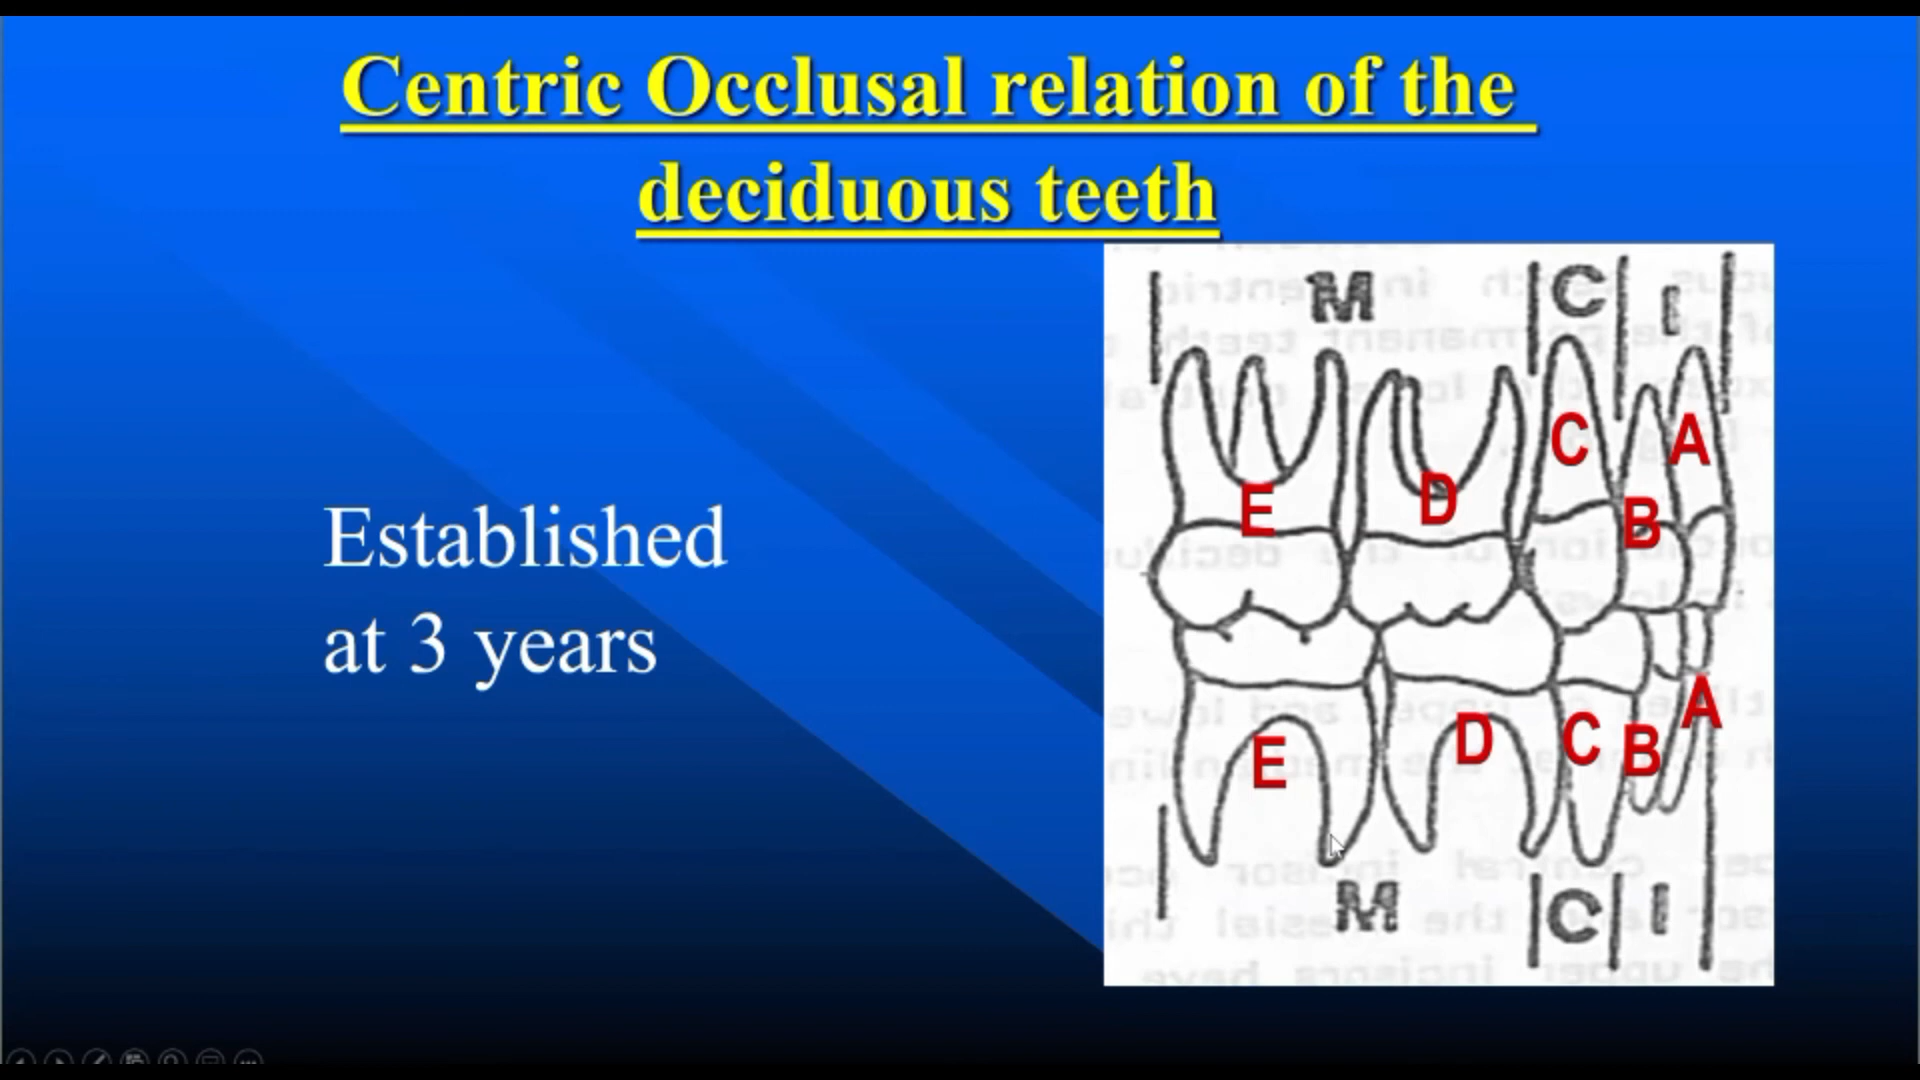 Centric Occlusal relation of the
deciduous teeth
Established
at 3 years
M C I
C A
E D B
A
E D C B
M C I